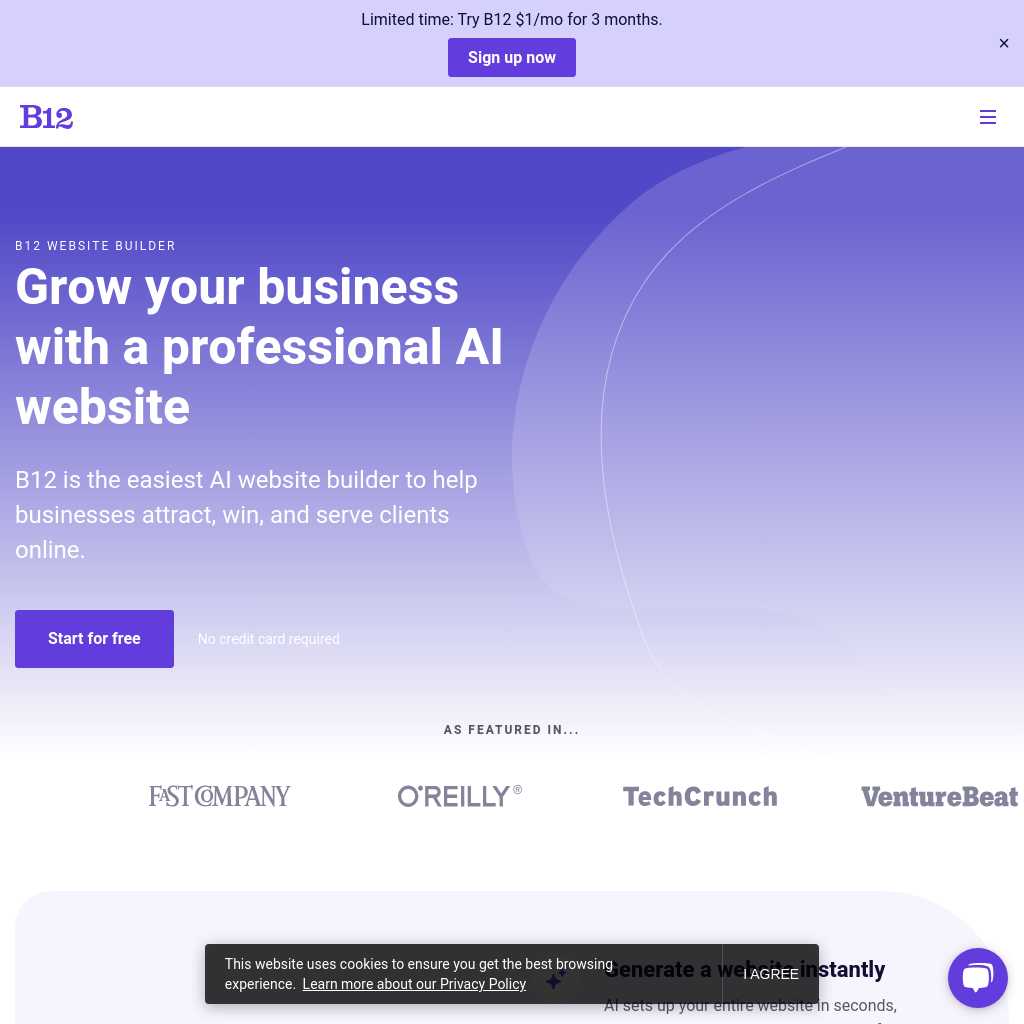 Limited time: Try B12 $1/mo for 3 months.
Sign up now
×
B12
B12 WEBSITE BUILDER
Grow your business
with a professional AI
website
B12 is the easiest AI website builder to help
businesses attract, win, and serve clients
online.
Start for free
No credit card required
AS FEATURED IN...
FAST COMPANY
O'REILLY®
TechCrunch
VentureBeat
Generate a website instantly
AI sets up your entire website in seconds,
This website uses cookies to ensure you get the best browsing
experience. Learn more about our Privacy Policy
I AGREE